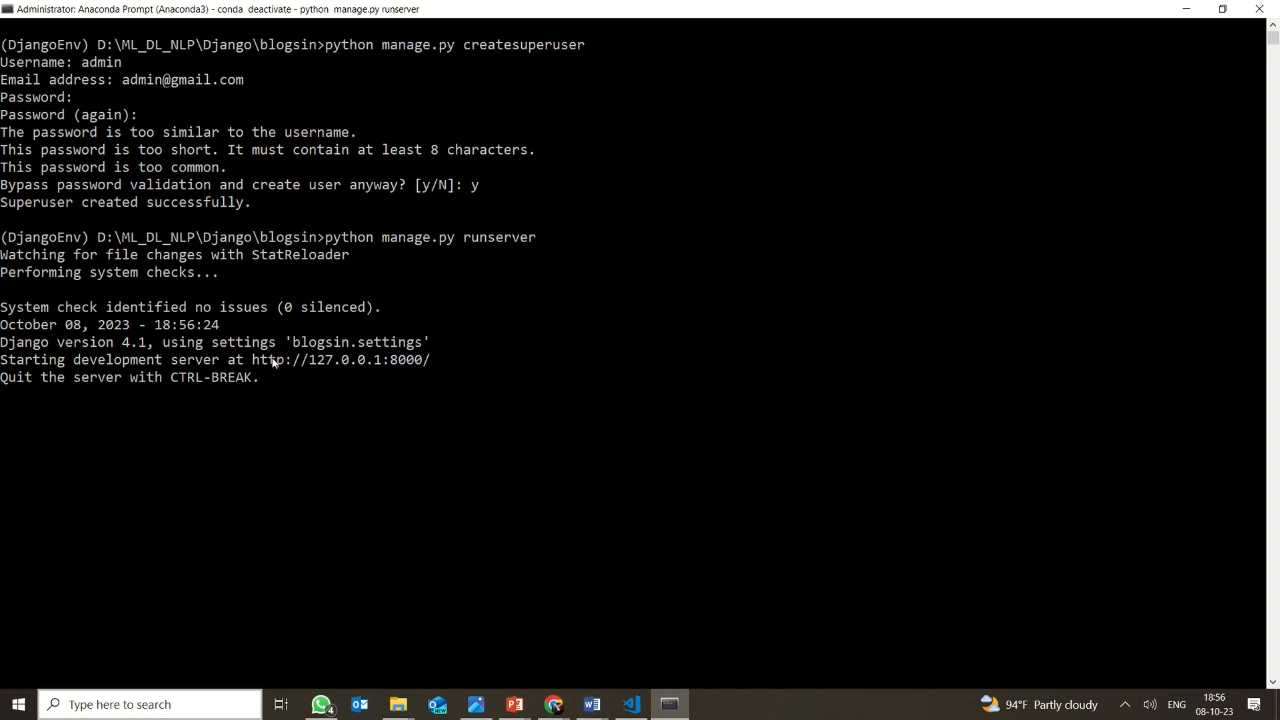 Administrator: Anaconda Prompt (Anaconda3) - conda deactivate - python manage.py runserver
(DjangoEnv) D:\ML_DL_NLP\Django\blogsin>python manage.py createsuperuser
Username: admin
Email address: admin@gmail.com
Password:
Password (again):
The password is too similar to the username.
This password is too short. It must contain at least 8 characters.
This password is too common.
Bypass password validation and create user anyway? [y/N]: y
Superuser created successfully.
(DjangoEnv) D:\ML_DL_NLP\Django\blogsin>python manage.py runserver
Watching for file changes with StatReloader
Performing system checks...
System check identified no issues (0 silenced).
October 08, 2023 - 18:56:24
Django version 4.1, using settings 'blogsin.settings'
Starting development server at http://127.0.0.1:8000/
Quit the server with CTRL-BREAK.
Type here to search
4
94°F Partly cloudy
ENG
18:56
08-10-23